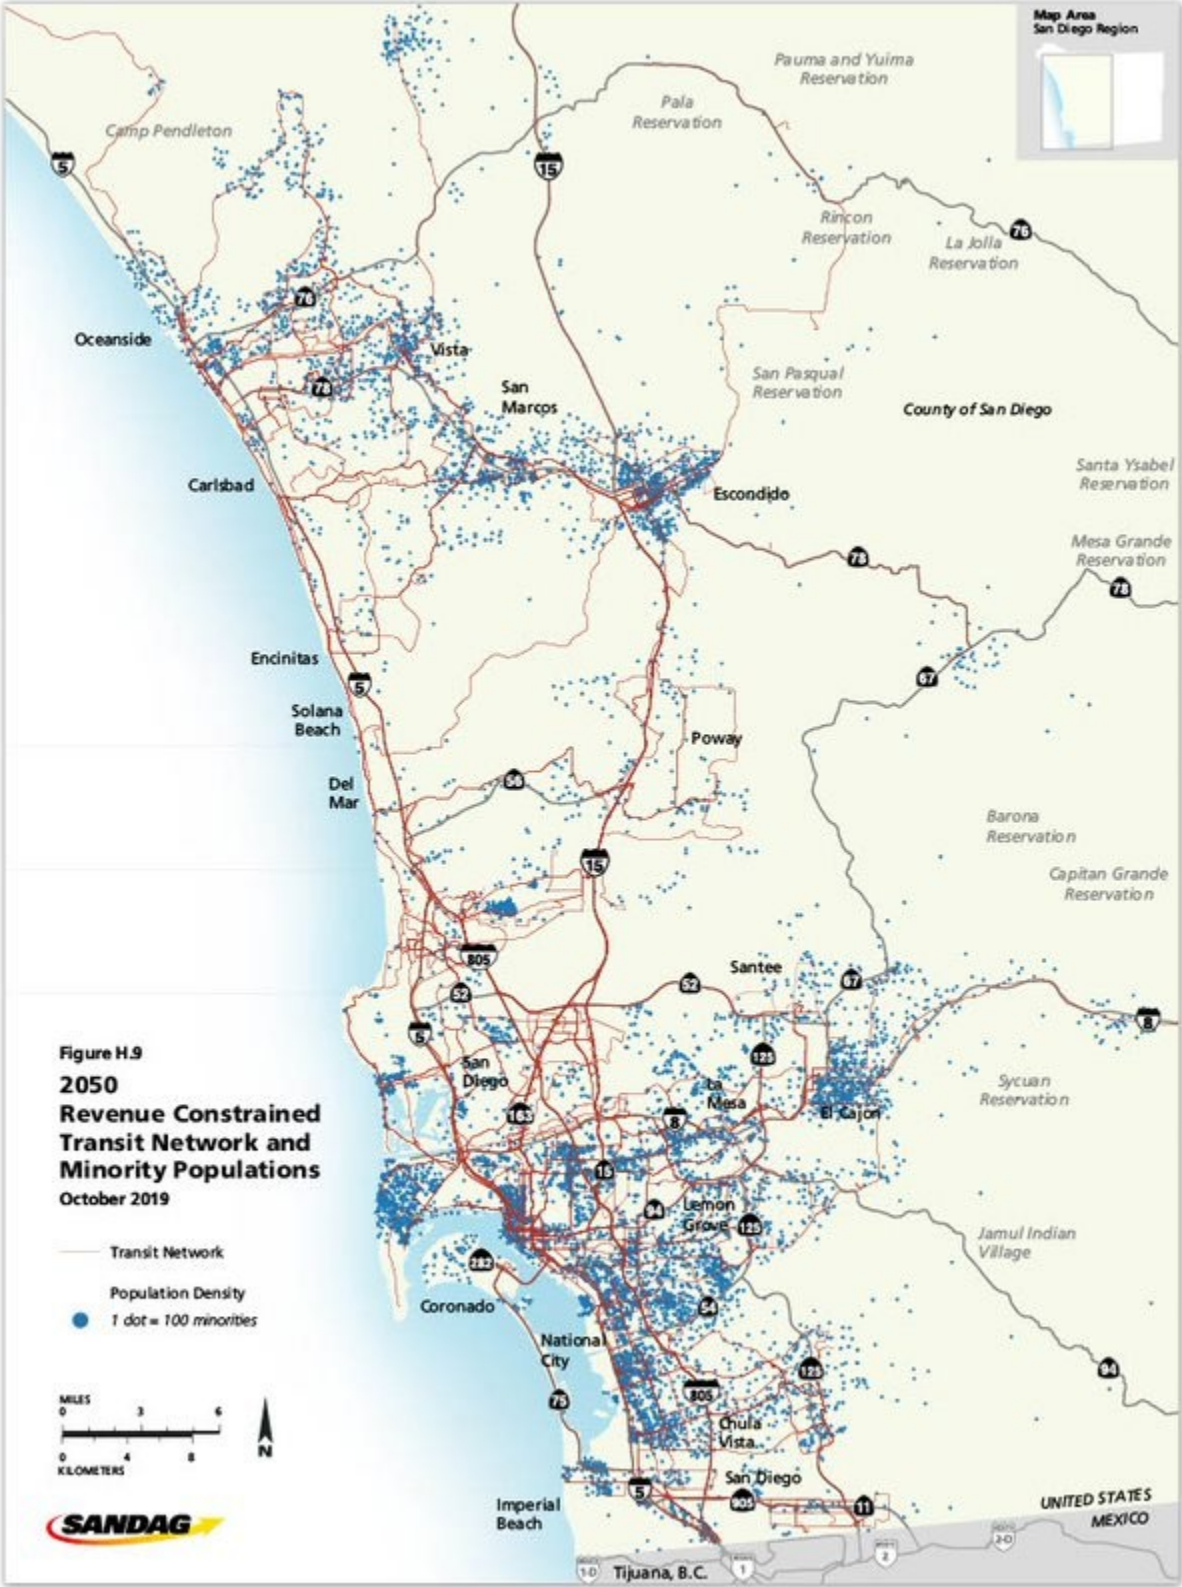 Map Area
San Diego Region
Pauma and Yuima
Reservation
Pala
Reservation
Camp Pendleton
5
15
Rincon
Reservation
76
La Jolla
Reservation
76
Oceanside
Vista
78
San
Marcos
San Pasqual
Reservation
County of San Diego
Santa Ysabel
Reservation
Carlsbad
Escondido
Mesa Grande
Reservation
78
78
Encinitas
67
5
Solana
Beach
Poway
56
Del
Mar
Barona
Reservation
15
Capitan Grande
Reservation
805
Santee
67
52
52
8
5
Figure H.9
2050
Revenue Constrained
Transit Network and
Minority Populations
October 2019
125
San
Diego
La
Mesa
El Cajon
Sycuan
Reservation
163
8
15
94
Lemon
Grove
125
Jamul Indian
Village
Transit Network
282
Population Density
1 dot = 100 minorities
Coronado
54
National
City
125
94
805
75
MILES
0 3 6
0 4 8
KILOMETERS
N
Chula
Vista
San Diego
5
905
11
Imperial
Beach
UNITED STATES
MEXICO
SANDAG
1-D
Tijuana, B.C.
1
2
2-D